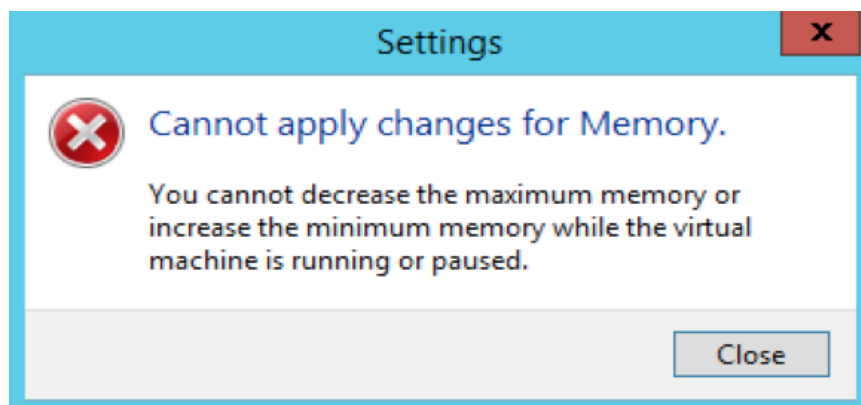 Settings
x
Cannot apply changes for Memory.
You cannot decrease the maximum memory or
increase the minimum memory while the virtual
machine is running or paused.
Close